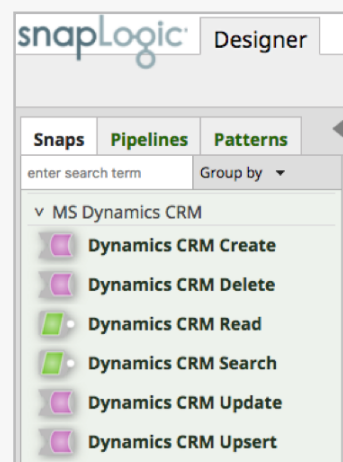 snapLogic Designer
Snaps Pipelines Patterns
enter search term Group by
MS Dynamics CRM
Dynamics CRM Create
Dynamics CRM Delete
Dynamics CRM Read
Dynamics CRM Search
Dynamics CRM Update
Dynamics CRM Upsert